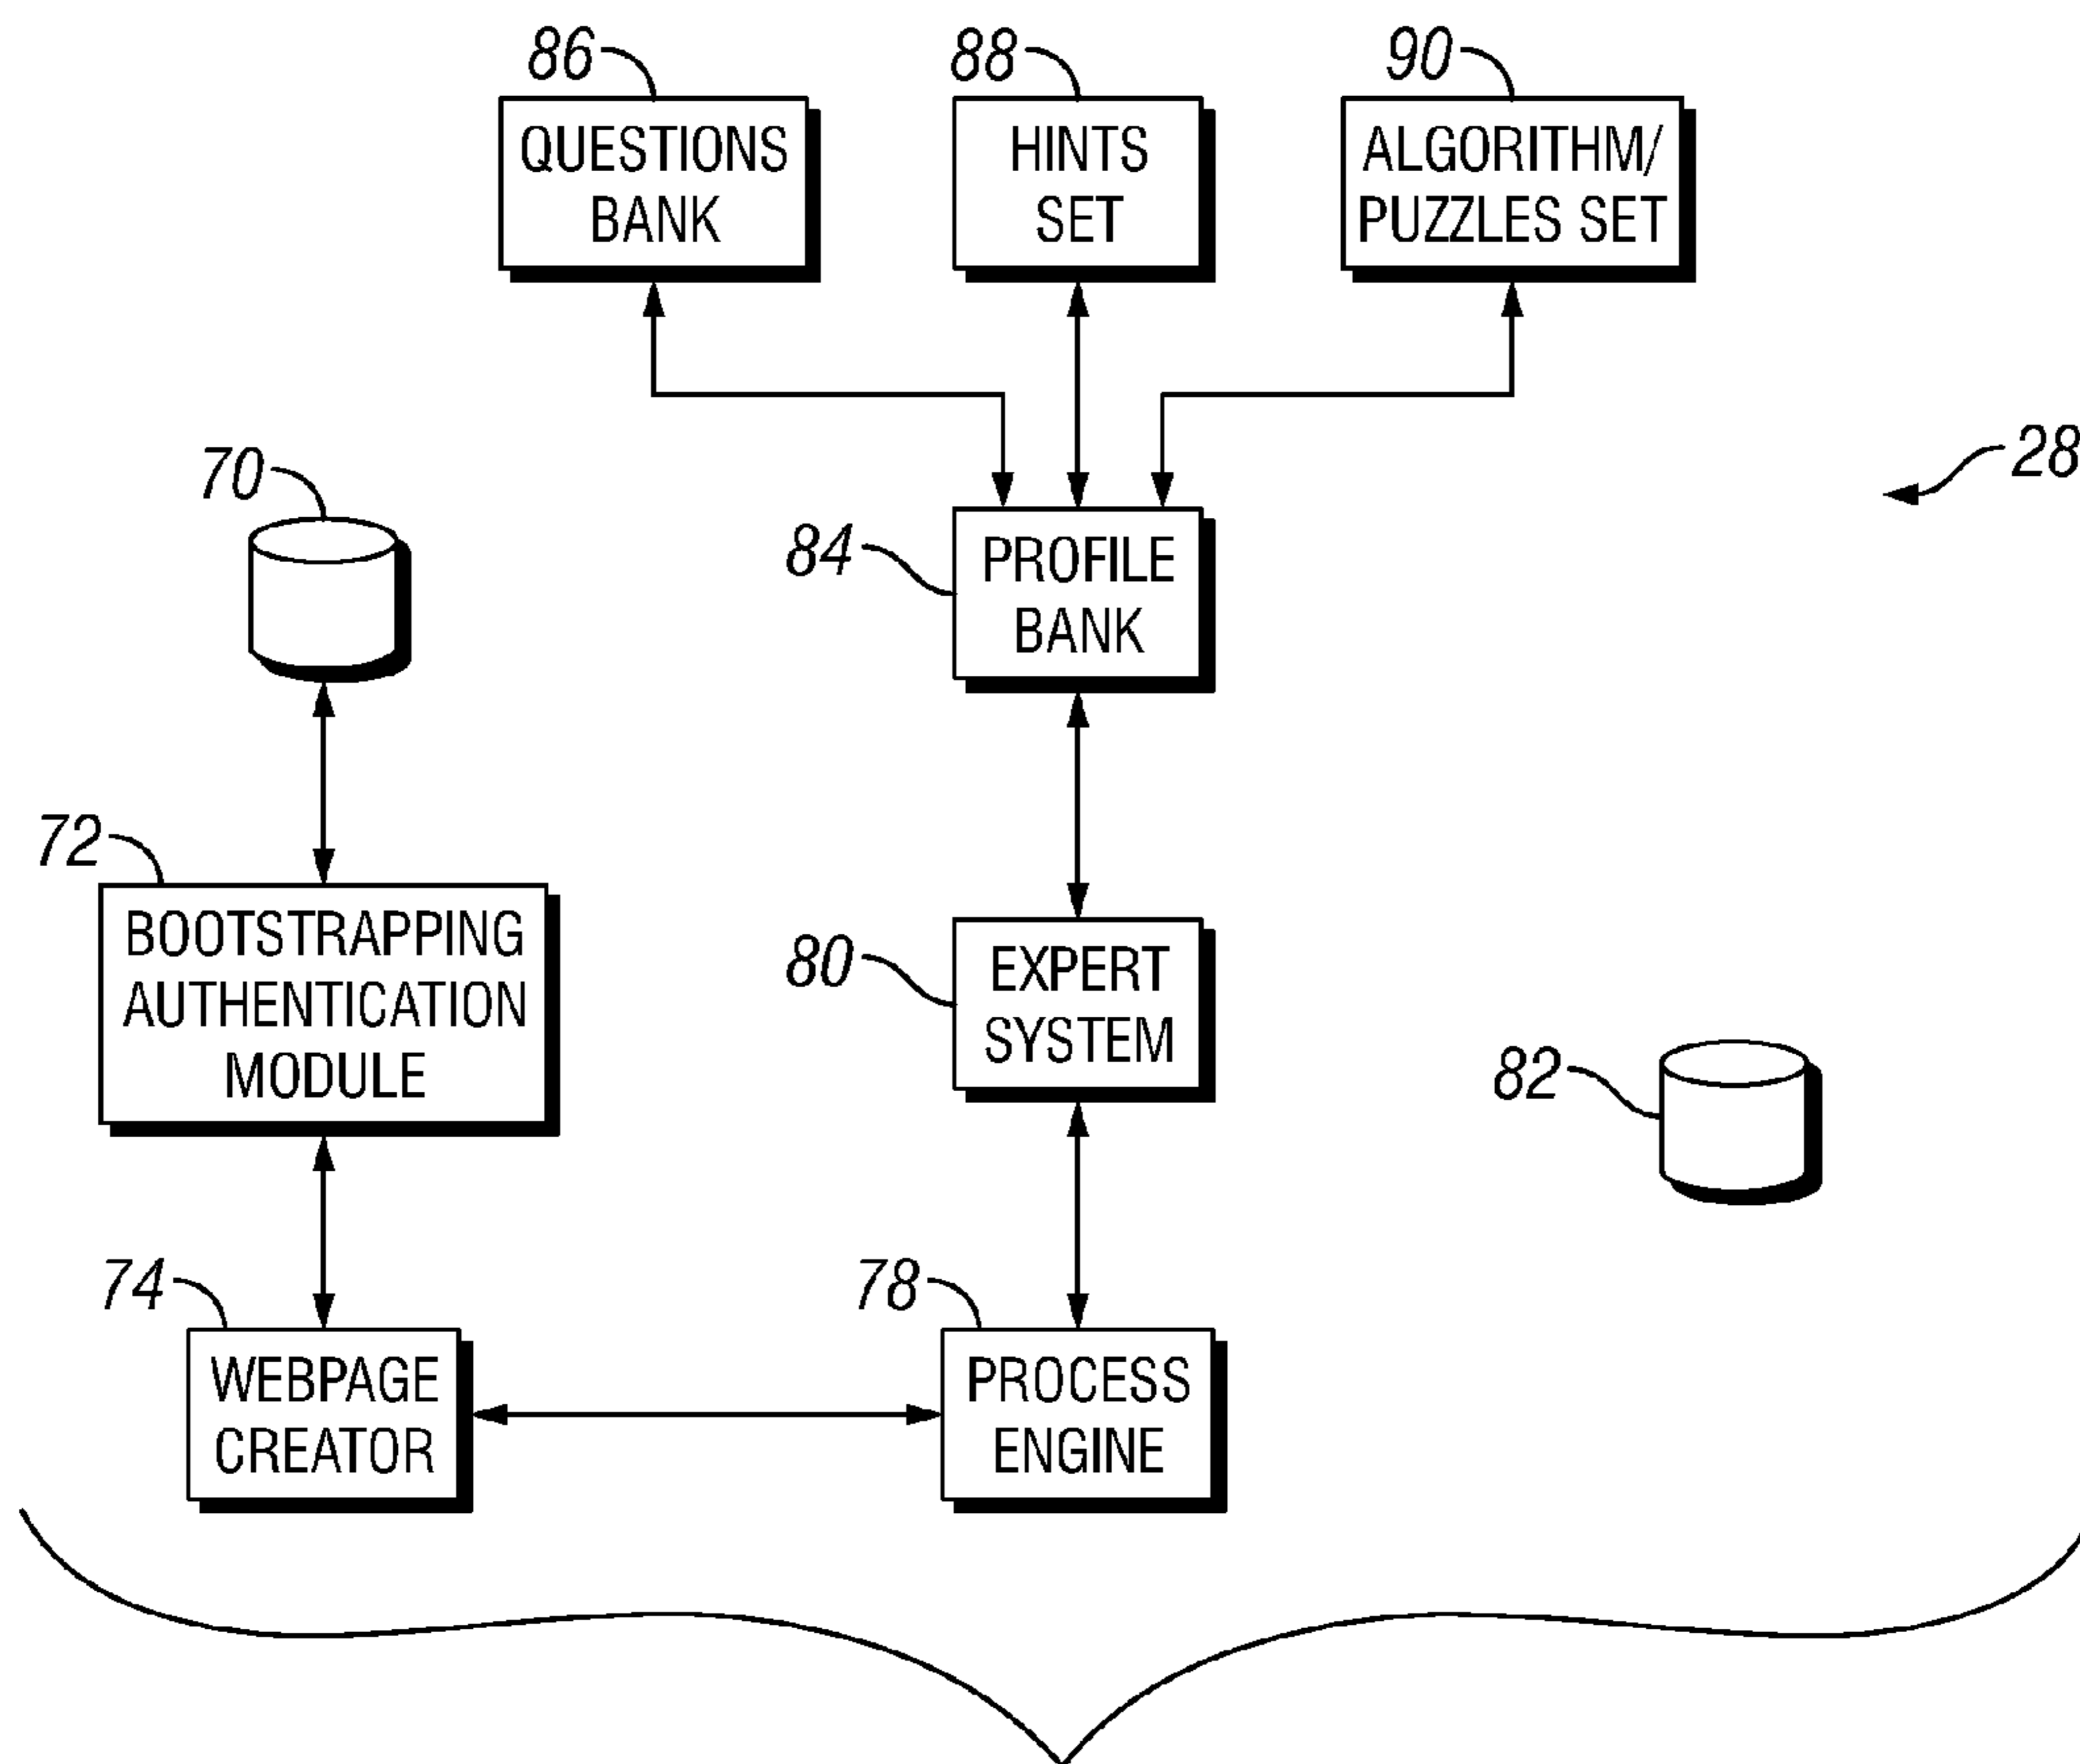 86
88
90
QUESTIONS
BANK
HINTS
SET
ALGORITHM/
PUZZLES SET
28
70
84
PROFILE
BANK
72
BOOTSTRAPPING
AUTHENTICATION
MODULE
80
EXPERT
SYSTEM
82
74
WEBPAGE
CREATOR
78
PROCESS
ENGINE